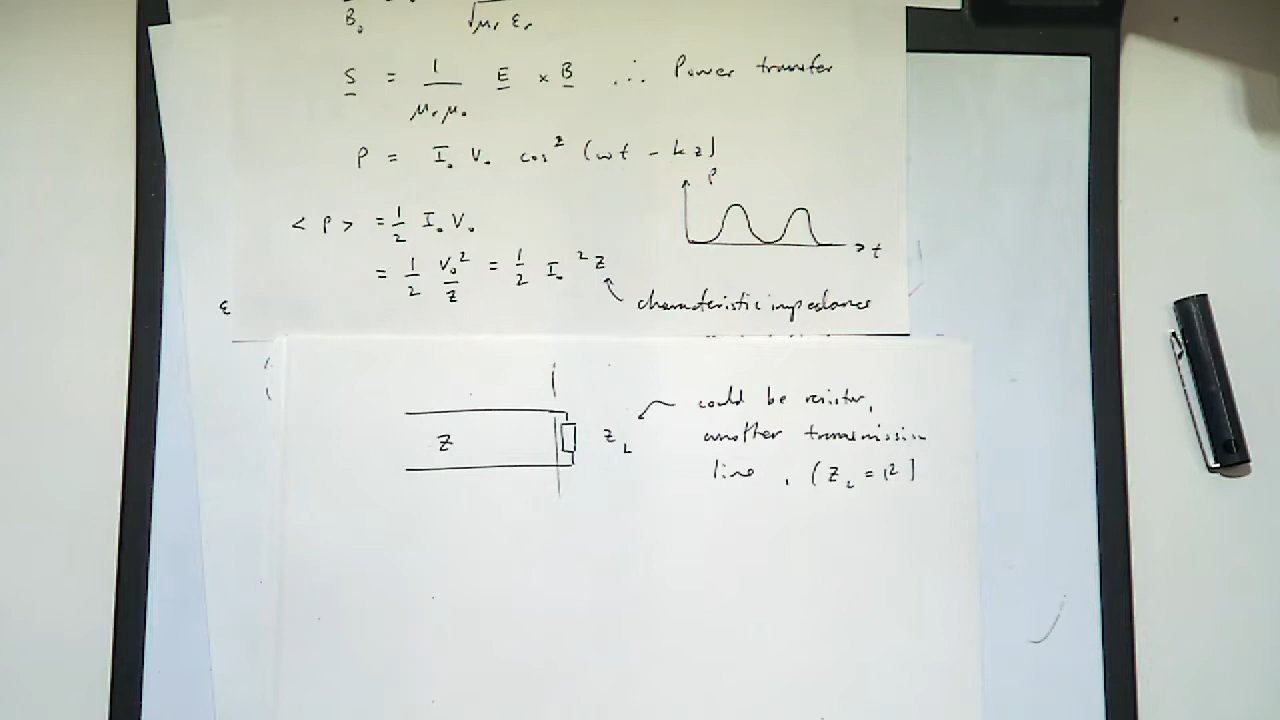 B₀ √μᵣ εᵣ
S = 1/μᵣμ₀ E × B ∴ Power transfer
P = I₀ V₀ cos² (ωt - kz)
P
<P> = 1/2 I₀ V₀
t
= 1/2 V₀²/Z = 1/2 I₀² Z
ε
characteristic impedance
could be resistor,
Z Z_L another transmission
line , (Z_L =